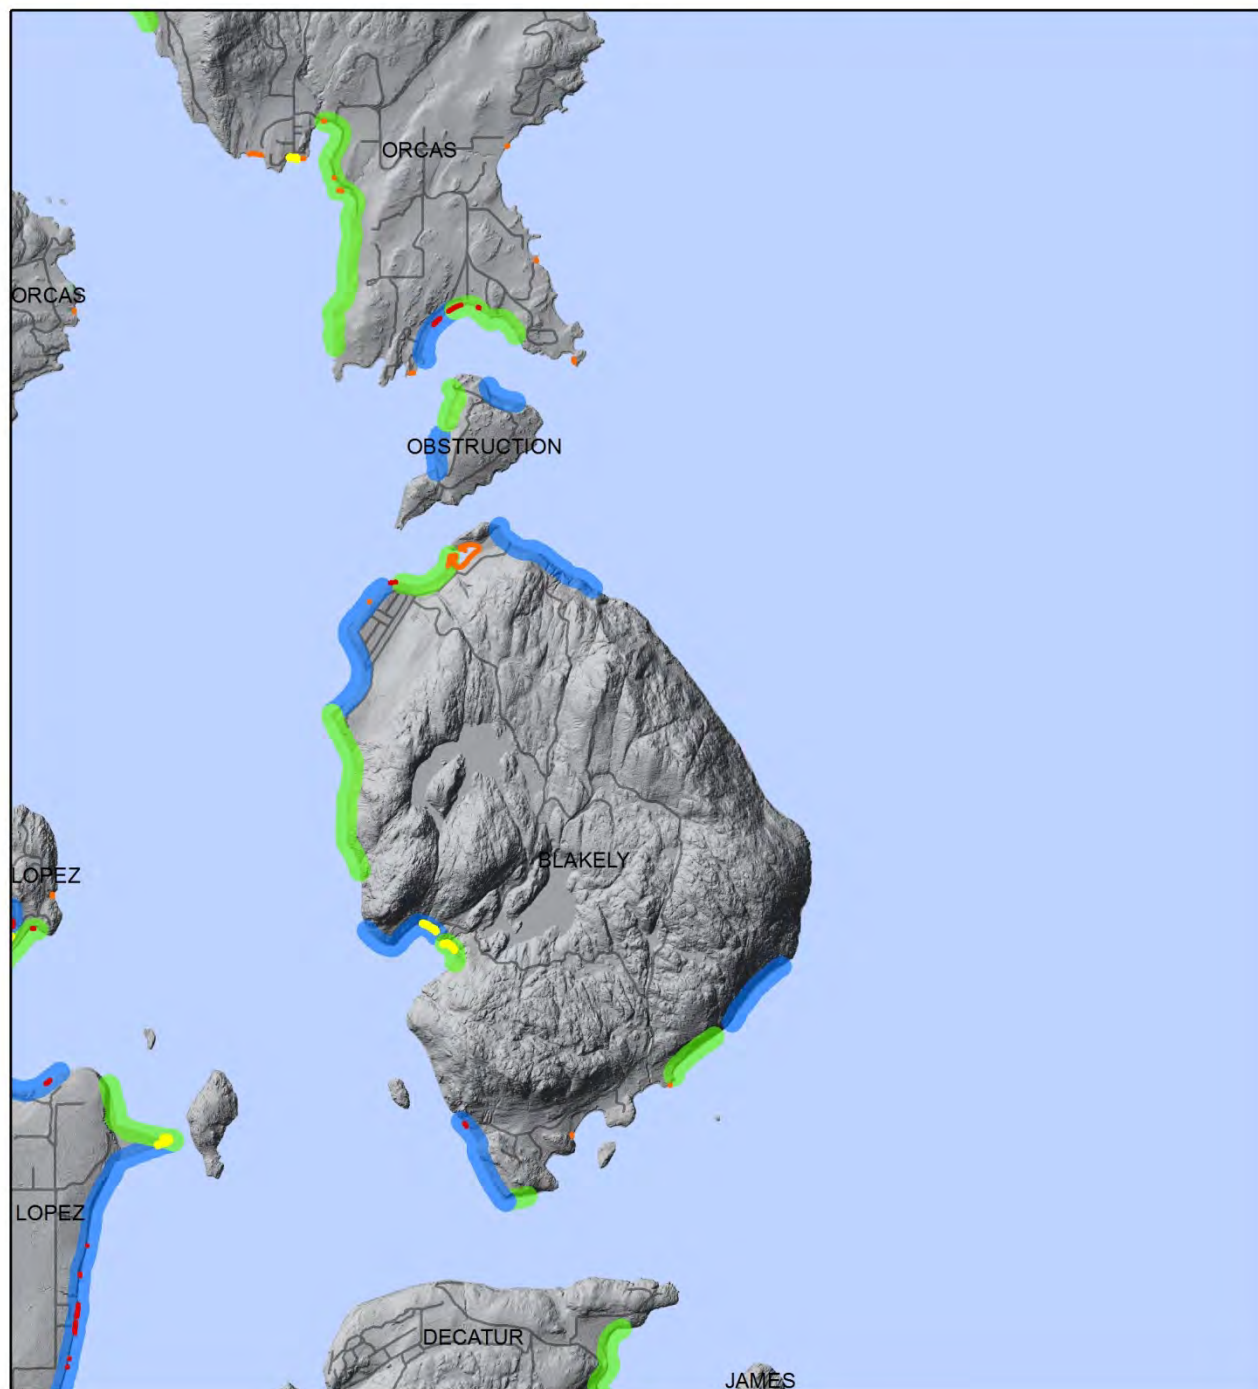 ORCAS
ORCAS
OBSTRUCTION
BLAKELY
LOPEZ
LOPEZ
DECATUR
JAMES